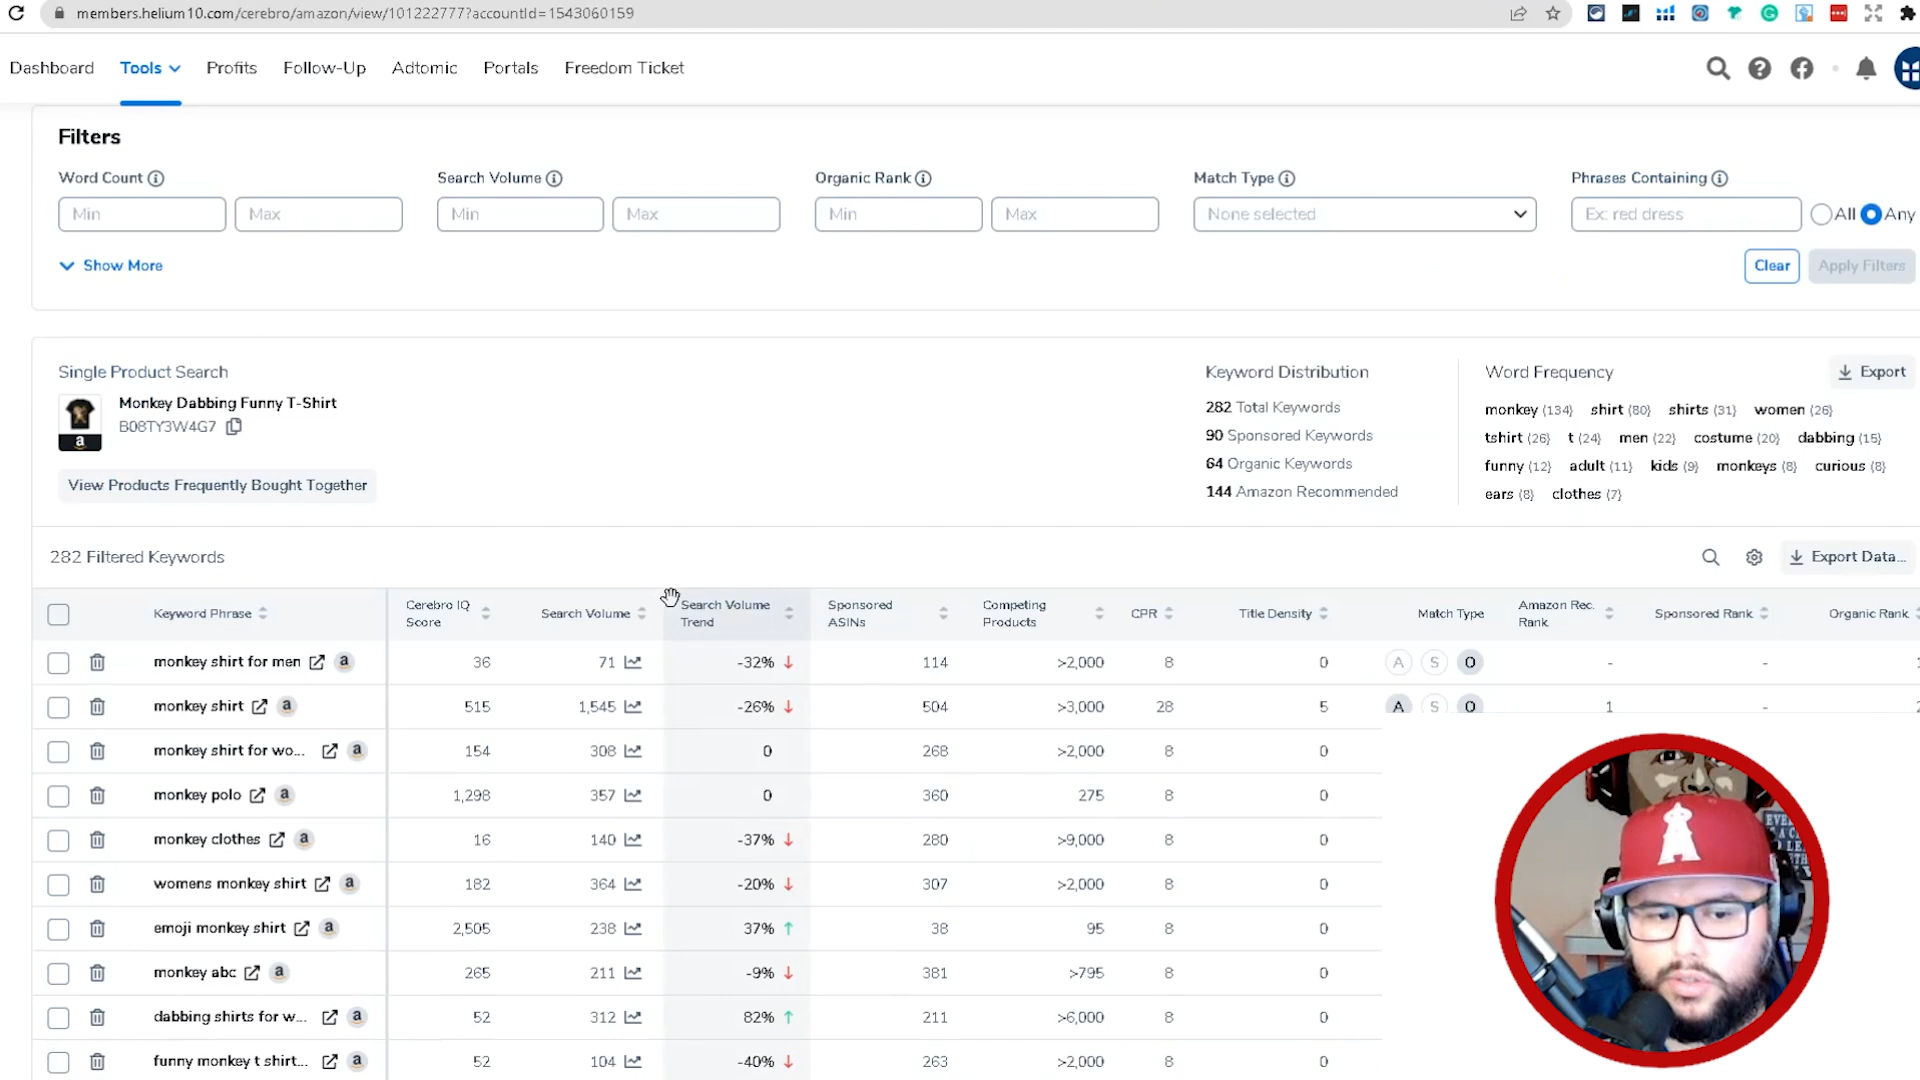 members.helium10.com/cerebro/amazon/view/101222777?accountId=1543060159
Dashboard Tools Profits Follow-Up Adtomic Portals Freedom Ticket
Filters
Word Count Search Volume Organic Rank Match Type Phrases Containing
Min Max Min Max Min Max None selected Ex: red dress All Any
Show More Clear Apply Filters
Single Product Search Keyword Distribution Word Frequency Export
Monkey Dabbing Funny T-Shirt
B08TY3W4G7
View Products Frequently Bought Together
282 Total Keywords
90 Sponsored Keywords
64 Organic Keywords
144 Amazon Recommended
monkey (134) shirt (80) shirts (31) women (26)
tshirt (26) t (24) men (22) costume (20) dabbing (15)
funny (12) adult (11) kids (9) monkeys (8) curious (8)
ears (8) clothes (7)
282 Filtered Keywords Export Data...
Keyword Phrase Cerebro IQ Score Search Volume Search Volume Trend Sponsored ASINs Competing Products CPR Title Density Match Type Amazon Rec. Rank Sponsored Rank Organic Rank
monkey shirt for men a 36 71 -32% 114 >2,000 8 0 A S O - -
monkey shirt a 515 1,545 -26% 504 >3,000 28 5 A S O 1 -
monkey shirt for wo... a 154 308 0 268 >2,000 8 0
monkey polo a 1,298 357 0 360 275 8 0
monkey clothes a 16 140 -37% 280 >9,000 8 0
womens monkey shirt a 182 364 -20% 307 >2,000 8 0
emoji monkey shirt a 2,505 238 37% 38 95 8 0
monkey abc a 265 211 -9% 381 >795 8 0
dabbing shirts for w... a 52 312 82% 211 >6,000 8 0
funny monkey t shirt... a 52 104 -40% 263 >2,000 8 0